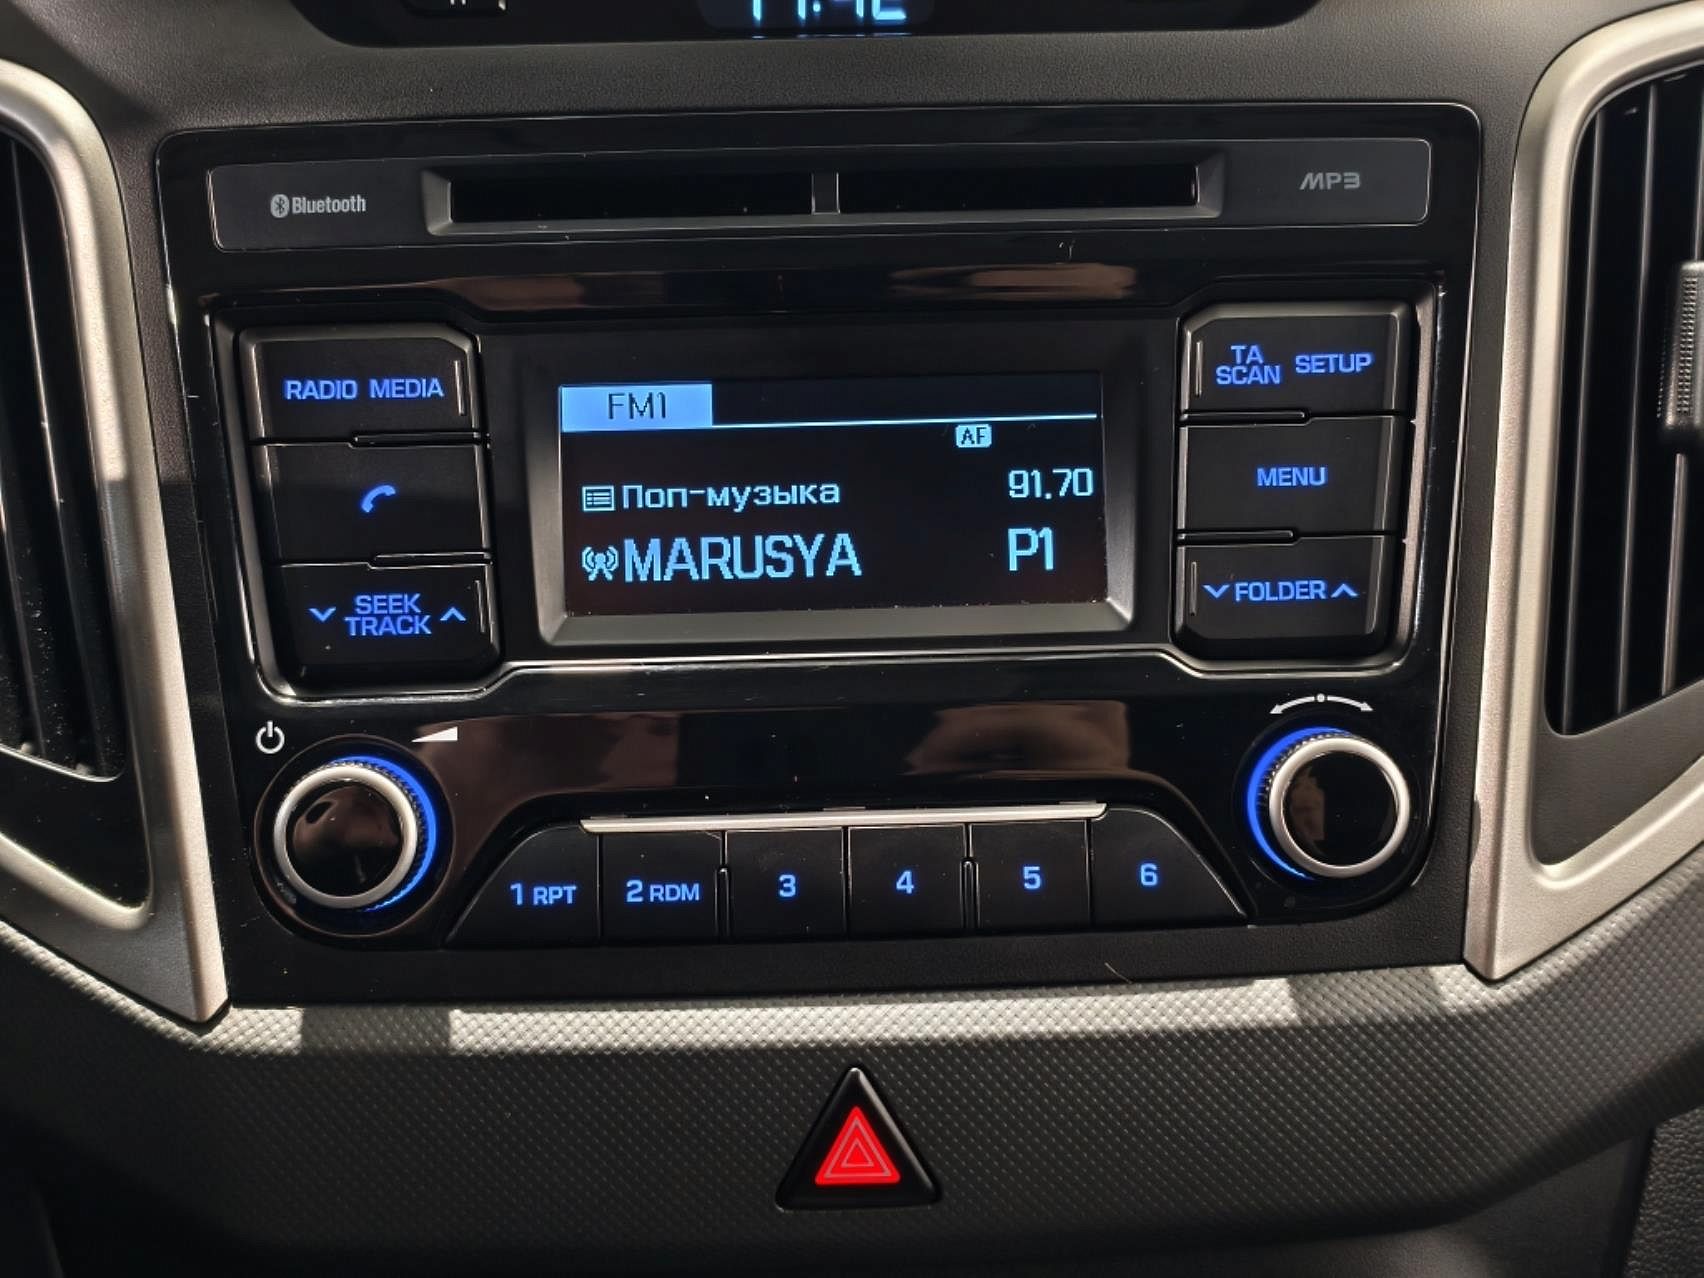 Bluetooth
MP3
RADIO MEDIA
TA
SCAN
SETUP
FM1
AF
MENU
Поп-музыка 91.70
MARUSYA P1
SEEK
TRACK
FOLDER
1 RPT
2 RDM
3
4
5
6